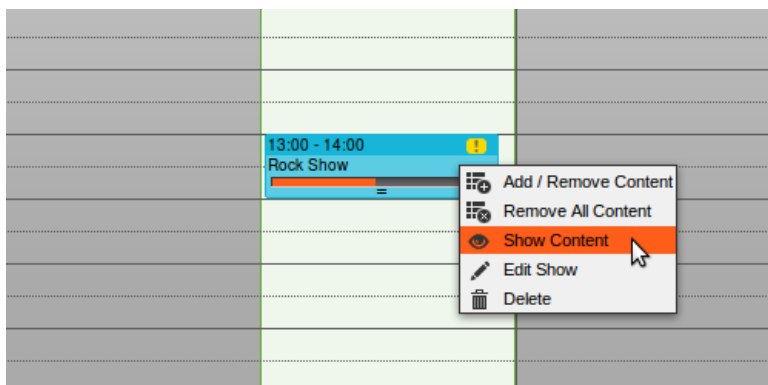 13:00 - 14:00 !
Rock Show
Add / Remove Content
Remove All Content
Show Content
Edit Show
Delete